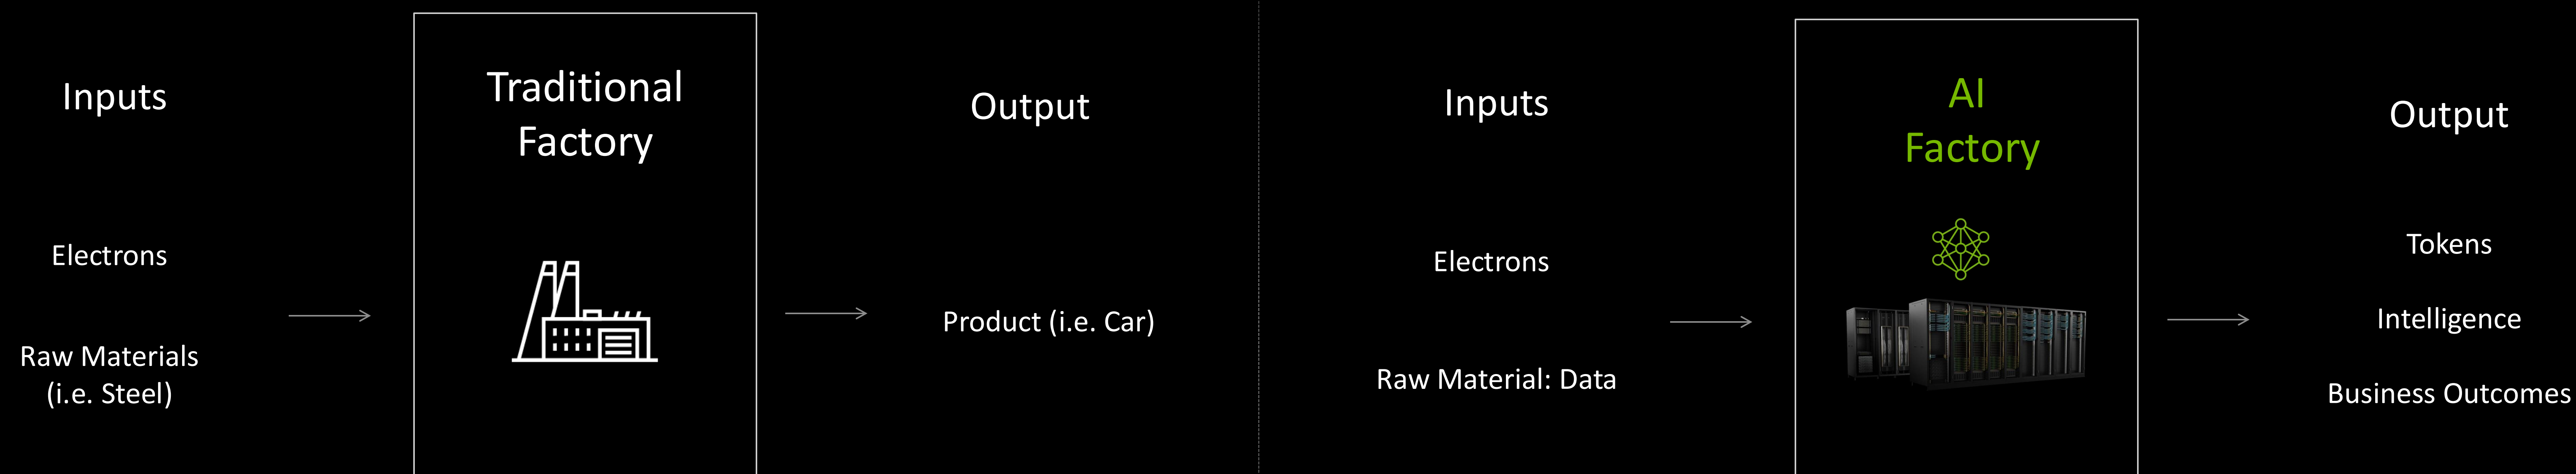 Inputs
Electrons
Raw Materials
(i.e. Steel)
Traditional
Factory
Output
Product (i.e. Car)
Inputs
Electrons
Raw Material: Data
AI
Factory
Output
Tokens
Intelligence
Business Outcomes